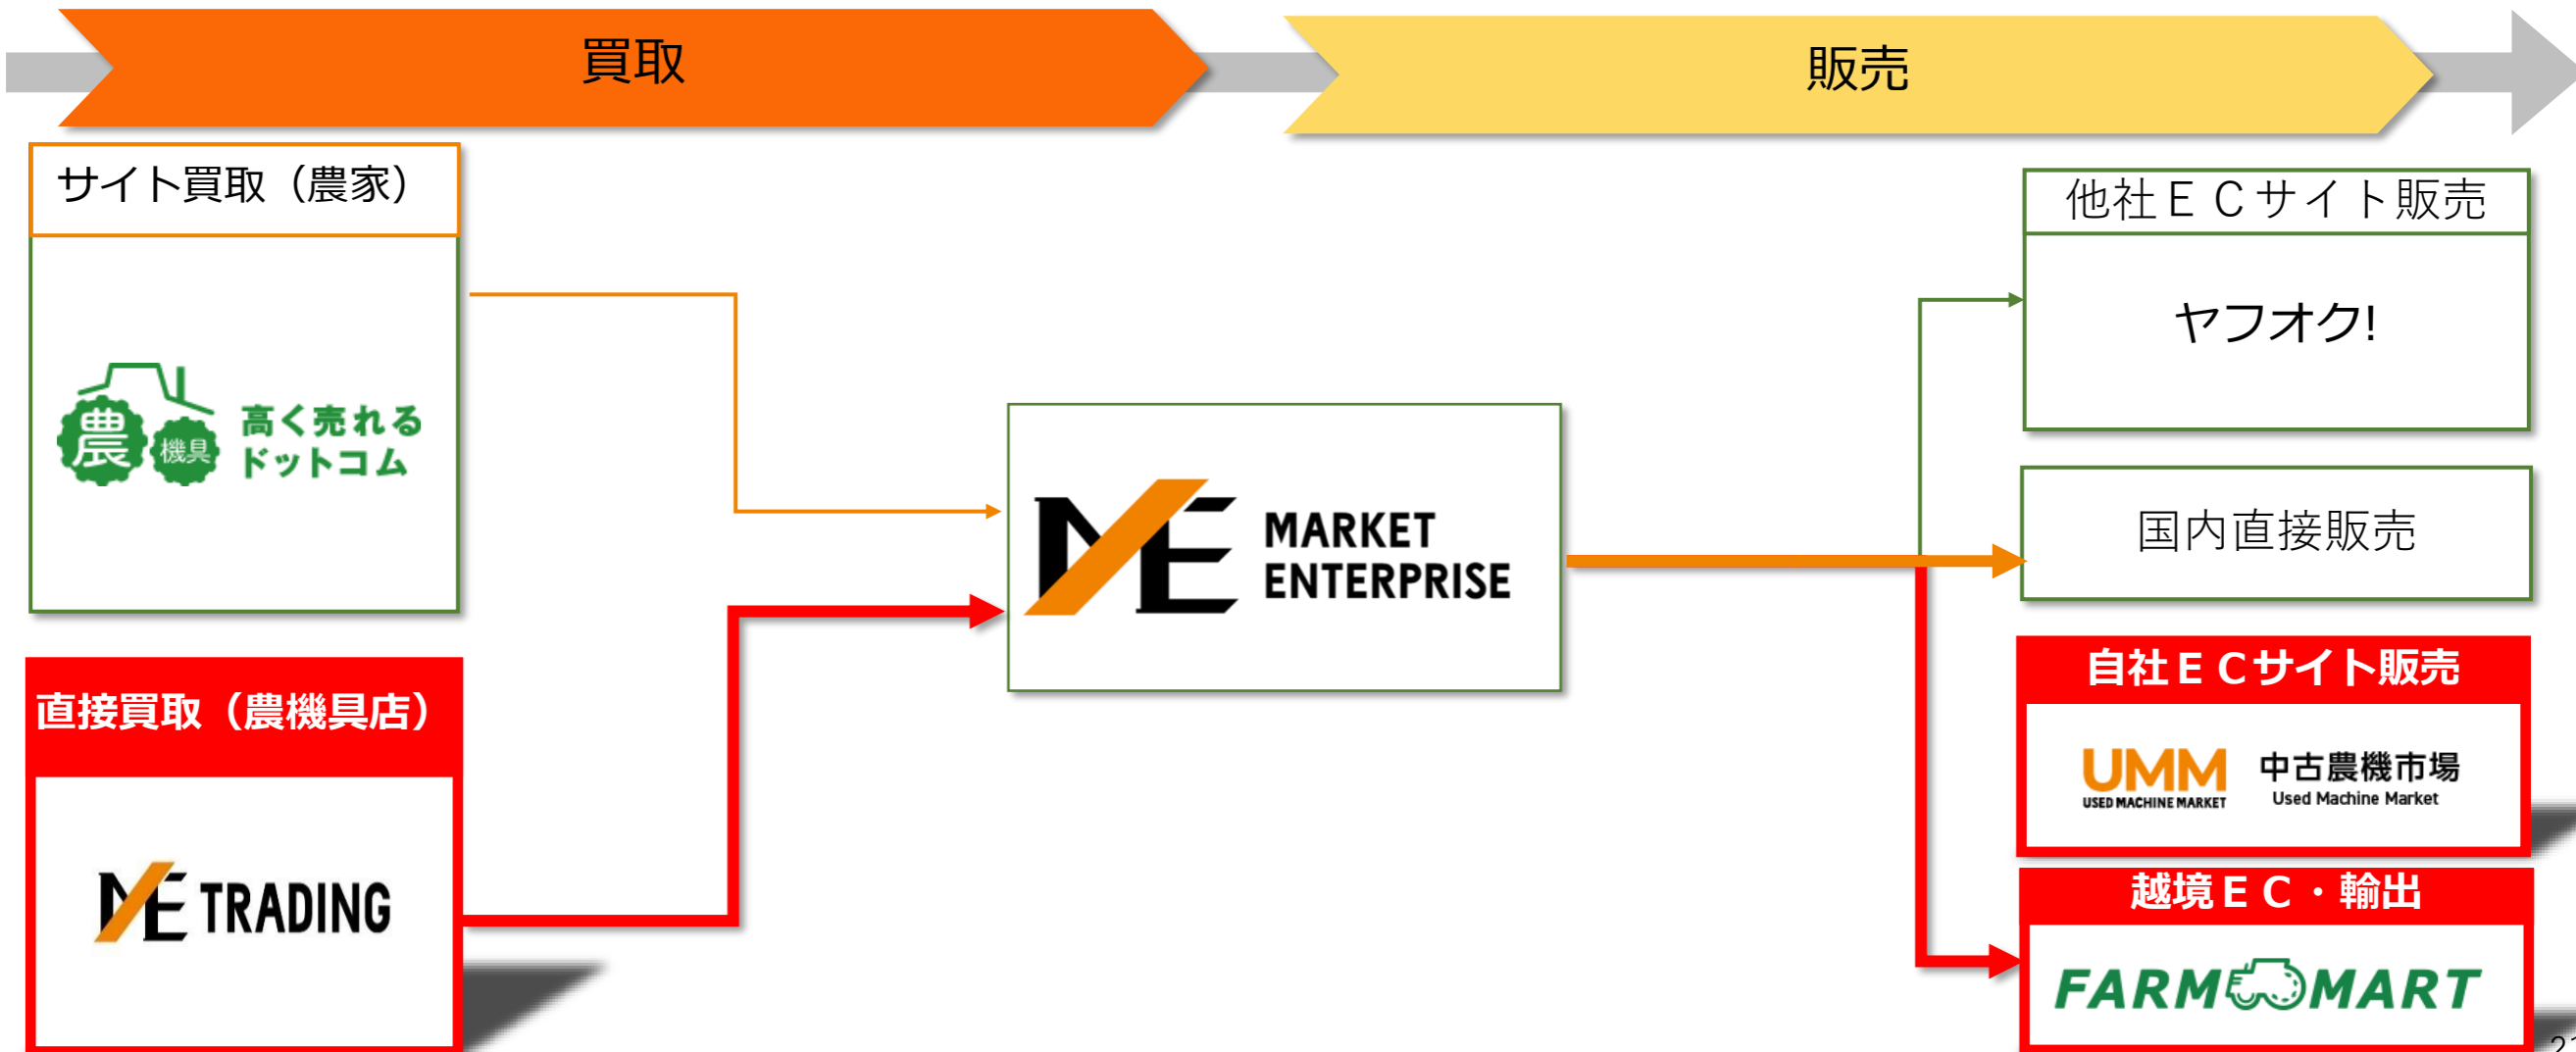 買取
販売
サイト買取（農家）
農
機具
高く売れる
ドットコム
直接買取（農機具店）
ME TRADING
ME
MARKET
ENTERPRISE
他社ＥＣサイト販売
ヤフオク!
国内直接販売
自社ＥＣサイト販売
UMM
USED MACHINE MARKET
中古農機市場
Used Machine Market
越境ＥＣ・輸出
FARM MART